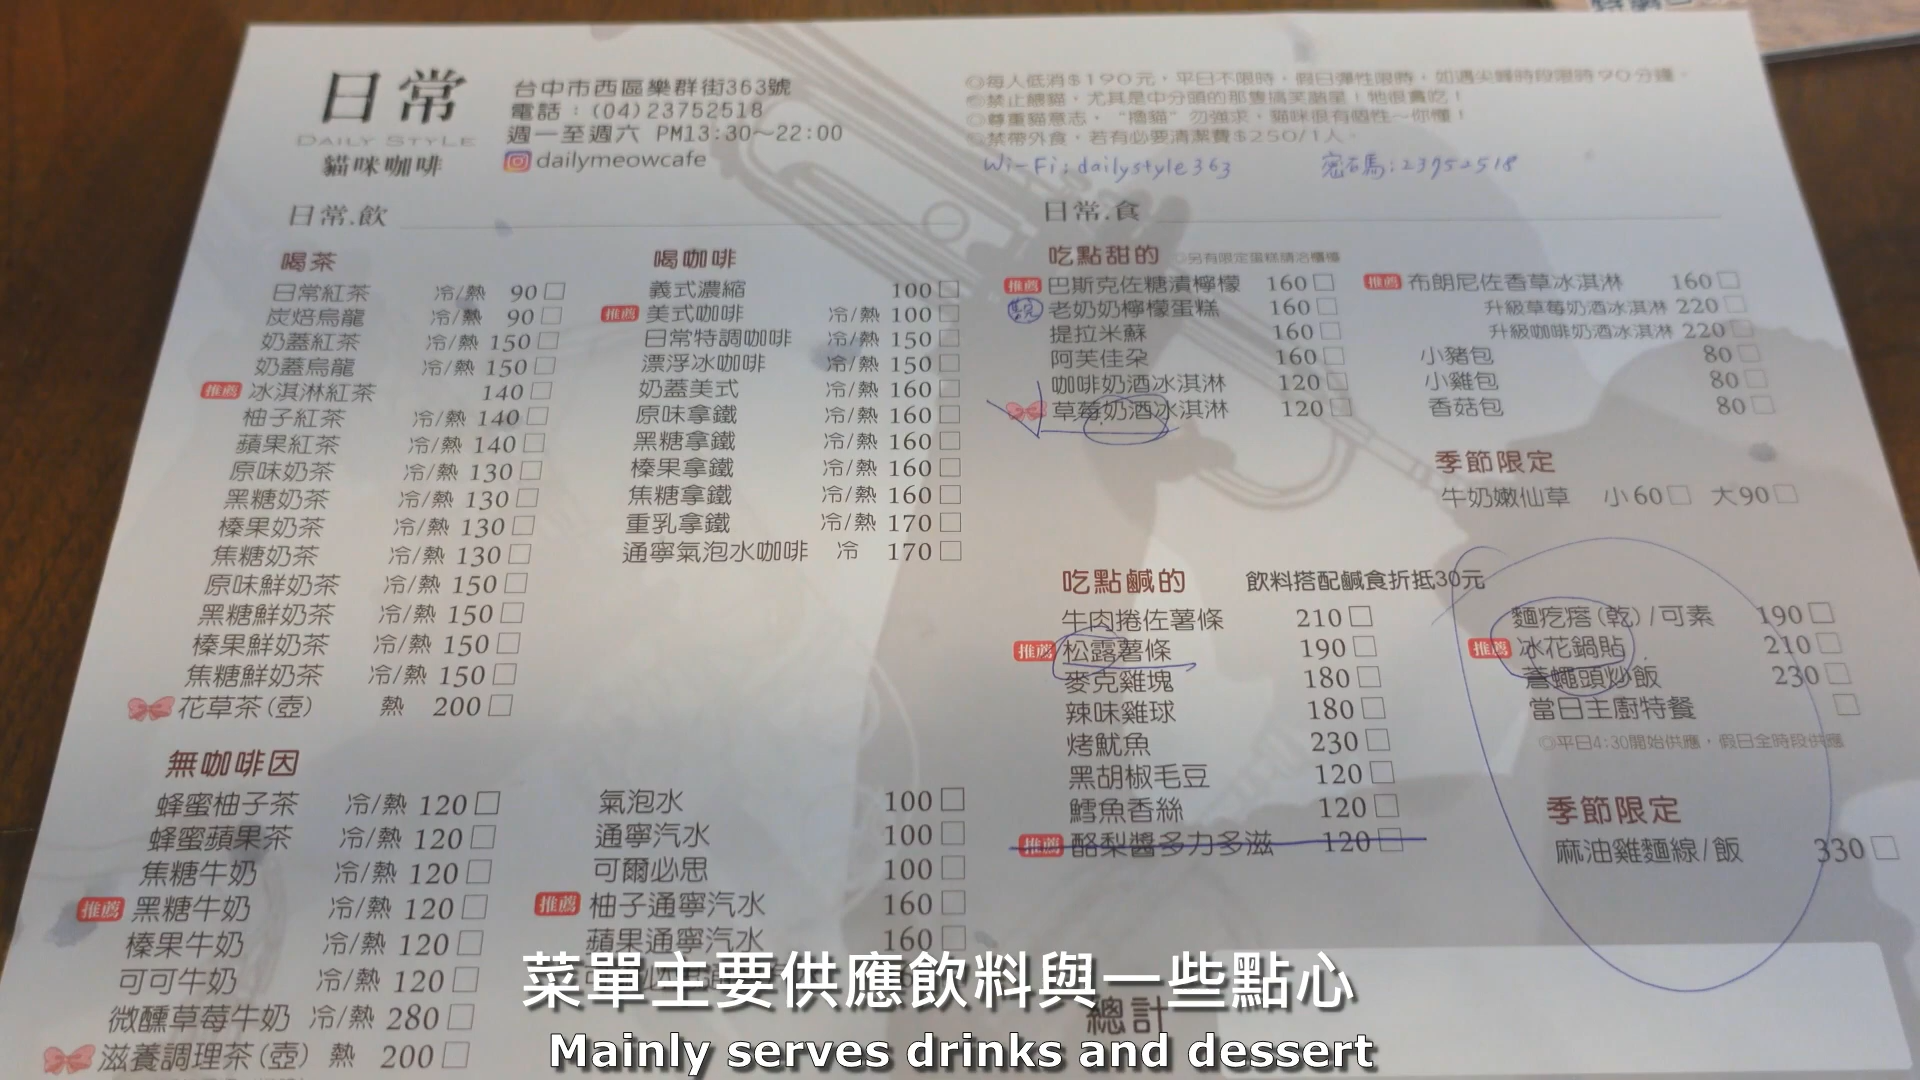 日常
DAILY STYLE
貓咪咖啡
台中市西區樂群街363號
電話：(04)23752518
週一至週六 PM13:30～22:00
dailymeowcafe
◎每人低消$190元，平日不限時，假日彈性限時，如遇尖峰時段限時90分鐘。
◎禁止餵貓，尤其是中分頭的那隻搞笑諧星！牠很貪吃！
◎尊重貓意志，"擼貓"勿強求，貓咪很有個性～你懂！
◎禁帶外食，若有必要清潔費$250/1人。
Wi-Fi：dailystyle363 密碼：23752518
日常.飲
喝茶
日常紅茶 冷/熱 90
炭焙烏龍 冷/熱 90
奶蓋紅茶 冷/熱 150
奶蓋烏龍 冷/熱 150
推薦 冰淇淋紅茶 140
柚子紅茶 冷/熱 140
蘋果紅茶 冷/熱 140
原味奶茶 冷/熱 130
黑糖奶茶 冷/熱 130
榛果奶茶 冷/熱 130
焦糖奶茶 冷/熱 130
原味鮮奶茶 冷/熱 150
黑糖鮮奶茶 冷/熱 150
榛果鮮奶茶 冷/熱 150
焦糖鮮奶茶 冷/熱 150
花草茶(壺) 熱 200
喝咖啡
義式濃縮 100
推薦 美式咖啡 冷/熱 100
日常特調咖啡 冷/熱 150
漂浮冰咖啡 冷/熱 150
奶蓋美式 冷/熱 160
原味拿鐵 冷/熱 160
黑糖拿鐵 冷/熱 160
榛果拿鐵 冷/熱 160
焦糖拿鐵 冷/熱 160
重乳拿鐵 冷/熱 170
通寧氣泡水咖啡 冷 170
無咖啡因
蜂蜜柚子茶 冷/熱 120
蜂蜜蘋果茶 冷/熱 120
焦糖牛奶 冷/熱 120
推薦 黑糖牛奶 冷/熱 120
榛果牛奶 冷/熱 120
可可牛奶 冷/熱 120
微醺草莓牛奶 冷/熱 280
滋養調理茶(壺) 熱 200
氣泡水 100
通寧汽水 100
可爾必思 100
推薦 柚子通寧汽水 160
蘋果通寧汽水 160
日常.食
吃點甜的 ◎另有限定蛋糕請洽櫃檯
推薦 巴斯克佐糖漬檸檬 160
老奶奶檸檬蛋糕 160
提拉米蘇 160
阿芙佳朵 160
咖啡奶酒冰淇淋 120
草莓奶酒冰淇淋 120
推薦 布朗尼佐香草冰淇淋 160
升級草莓奶酒冰淇淋 220
升級咖啡奶酒冰淇淋 220
小豬包 80
小雞包 80
香菇包 80
季節限定
牛奶嫩仙草 小60 大90
吃點鹹的 飲料搭配鹹食折抵30元
牛肉捲佐薯條 210
推薦 松露薯條 190
麥克雞塊 180
辣味雞球 180
烤魷魚 230
黑胡椒毛豆 120
鱈魚香絲 120
推薦 酪梨醬多力多滋 120
麵疙瘩(乾)/可素 190
推薦 冰花鍋貼 210
蒼蠅頭炒飯 230
當日主廚特餐
◎平日4:30開始供應，假日全時段供應
季節限定
麻油雞麵線/飯 330
總計
菜單主要供應飲料與一些點心
Mainly serves drinks and dessert